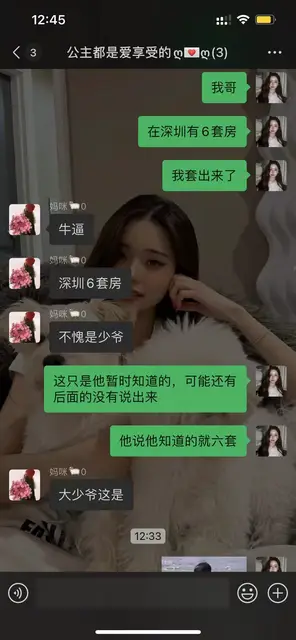 12:45
3
公主都是爱享受的ღ💌ღ(3)
我哥
在深圳有6套房
我套出来了
妈咪🐑0
牛逼
妈咪🐑0
深圳6套房
妈咪🐑0
不愧是少爷
这只是他暂时知道的，可能还有
后面的没有说出来
他说他知道的就六套
妈咪🐑0
大少爷这是
12:33